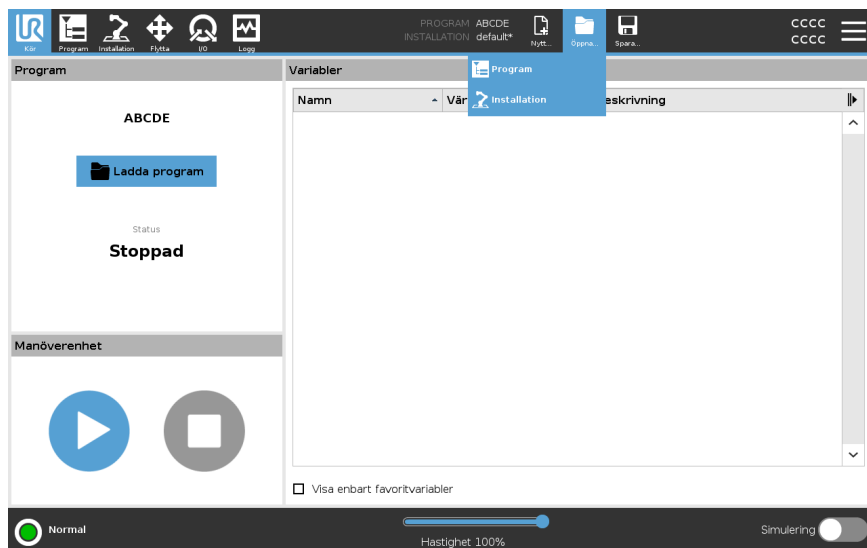 PROGRAM ABCDE
INSTALLATION default*
CCCC
CCCC
Kör
Program
Installation
Flytta
I/O
Logg
Nytt...
Öppna...
Spara...
Program
Variabler
Program
Installation
Namn
Vär
eskrivning
ABCDE
Ladda program
Status
Stoppad
Manöverenhet
Visa enbart favoritvariabler
Normal
Hastighet 100%
Simulering